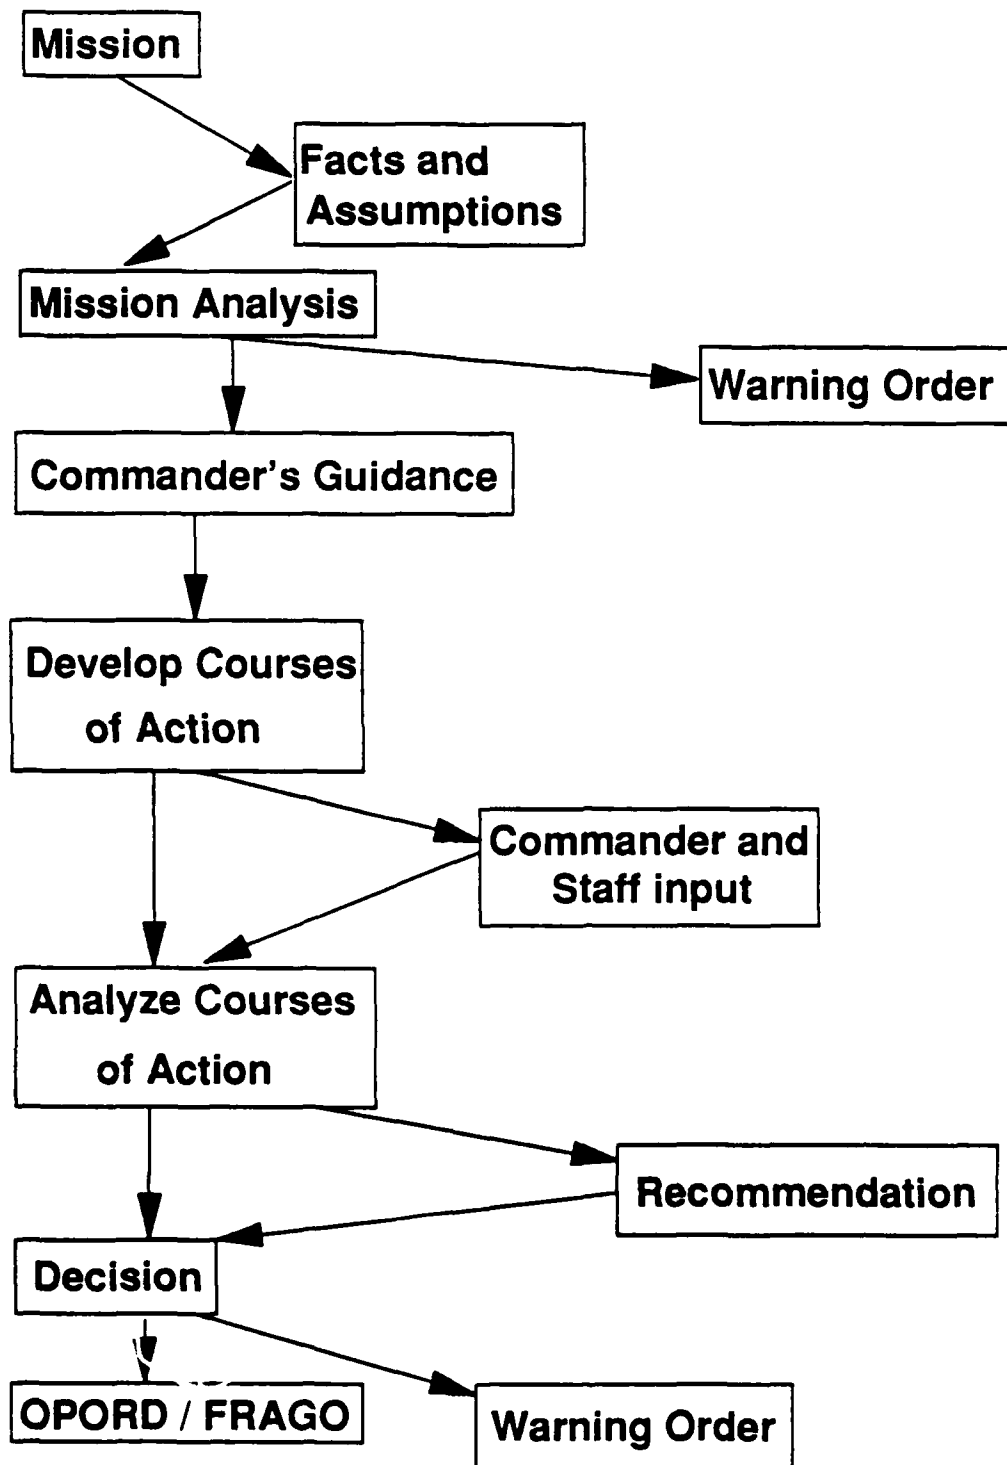 Mission
Facts and
Assumptions
Mission Analysis
Warning Order
Commander's Guidance
Develop Courses
of Action
Commander and
Staff input
Analyze Courses
of Action
Recommendation
Decision
OPORD / FRAGO
Warning Order